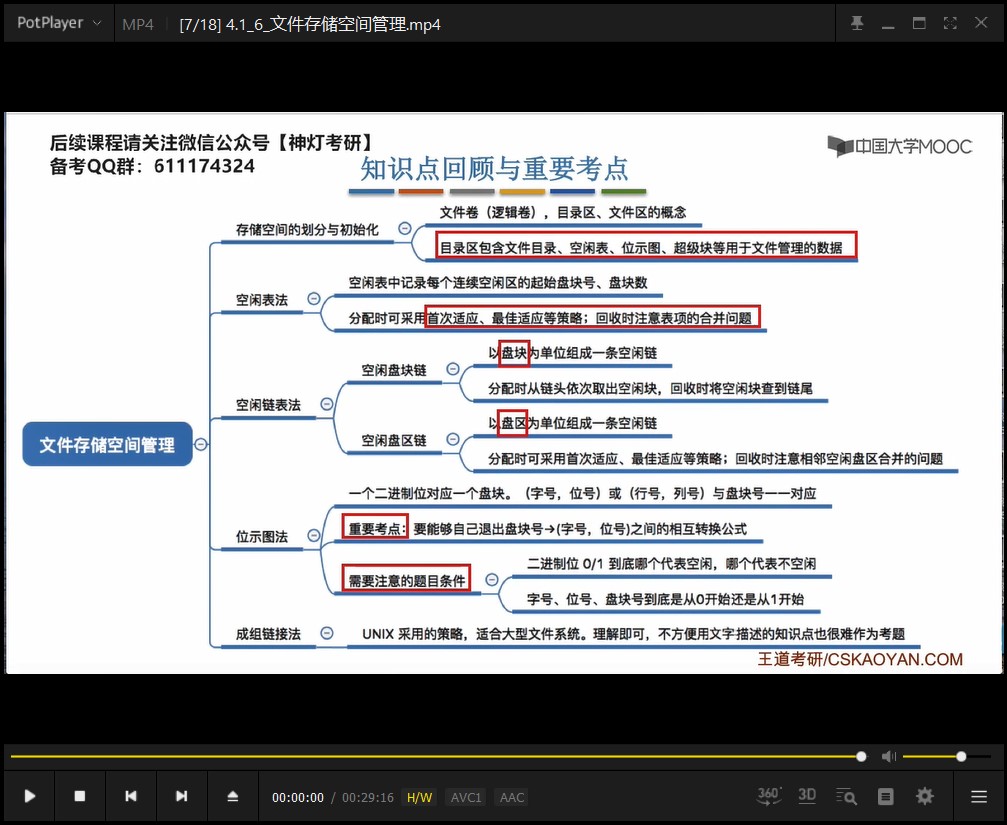 PotPlayer
MP4
[7/18] 4.1_6_文件存储空间管理.mp4
后续课程请关注微信公众号【神灯考研】
备考QQ群：611174324
中国大学MOOC
知识点回顾与重要考点
文件存储空间管理
存储空间的划分与初始化
文件卷（逻辑卷），目录区、文件区的概念
目录区包含文件目录、空闲表、位示图、超级块等用于文件管理的数据
空闲表法
空闲表中记录每个连续空闲区的起始盘块号、盘块数
分配时可采用首次适应、最佳适应等策略；回收时注意表项的合并问题
空闲链表法
空闲盘块链
以盘块为单位组成一条空闲链
分配时从链头依次取出空闲块，回收时将空闲块查到链尾
空闲盘区链
以盘区为单位组成一条空闲链
分配时可采用首次适应、最佳适应等策略；回收时注意相邻空闲盘区合并的问题
位示图法
一个二进制位对应一个盘块。（字号，位号）或（行号，列号）与盘块号一一对应
重要考点：要能够自己退出盘块号→(字号，位号)之间的相互转换公式
需要注意的题目条件
二进制位 0/1 到底哪个代表空闲，哪个代表不空闲
字号、位号、盘块号到底是从0开始还是从1开始
成组链接法
UNIX 采用的策略，适合大型文件系统。理解即可，不方便用文字描述的知识点也很难作为考题
王道考研/CSKAOYAN.COM
00:00:00 / 00:29:16 H/W AVC1 AAC
360° 3D